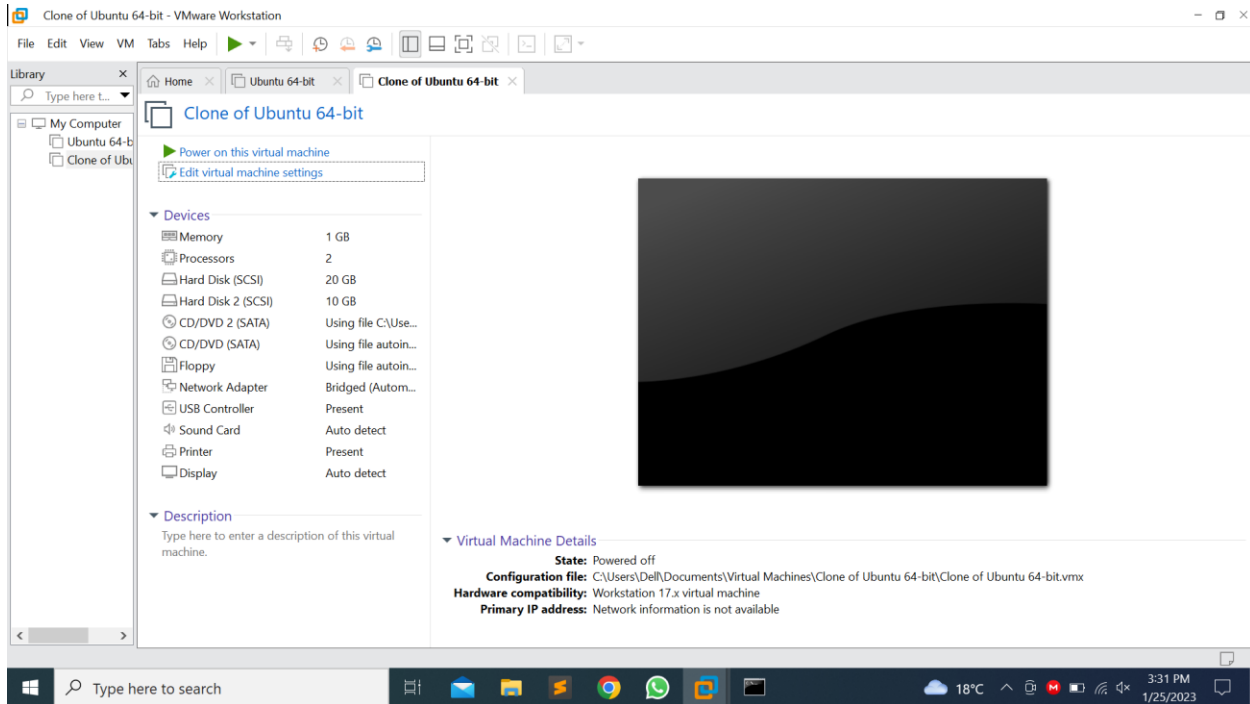 Clone of Ubuntu 64-bit - VMware Workstation
File Edit View VM Tabs Help
Library
Type here t...
My Computer
Ubuntu 64-b
Clone of Ubu
Home
Ubuntu 64-bit
Clone of Ubuntu 64-bit
Clone of Ubuntu 64-bit
Power on this virtual machine
Edit virtual machine settings
Devices
Memory 1 GB
Processors 2
Hard Disk (SCSI) 20 GB
Hard Disk 2 (SCSI) 10 GB
CD/DVD 2 (SATA) Using file C:\Use...
CD/DVD (SATA) Using file autoin...
Floppy Using file autoin...
Network Adapter Bridged (Autom...
USB Controller Present
Sound Card Auto detect
Printer Present
Display Auto detect
Description
Type here to enter a description of this virtual
machine.
Virtual Machine Details
State: Powered off
Configuration file: C:\Users\Dell\Documents\Virtual Machines\Clone of Ubuntu 64-bit\Clone of Ubuntu 64-bit.vmx
Hardware compatibility: Workstation 17.x virtual machine
Primary IP address: Network information is not available
Type here to search
18°C
3:31 PM
1/25/2023